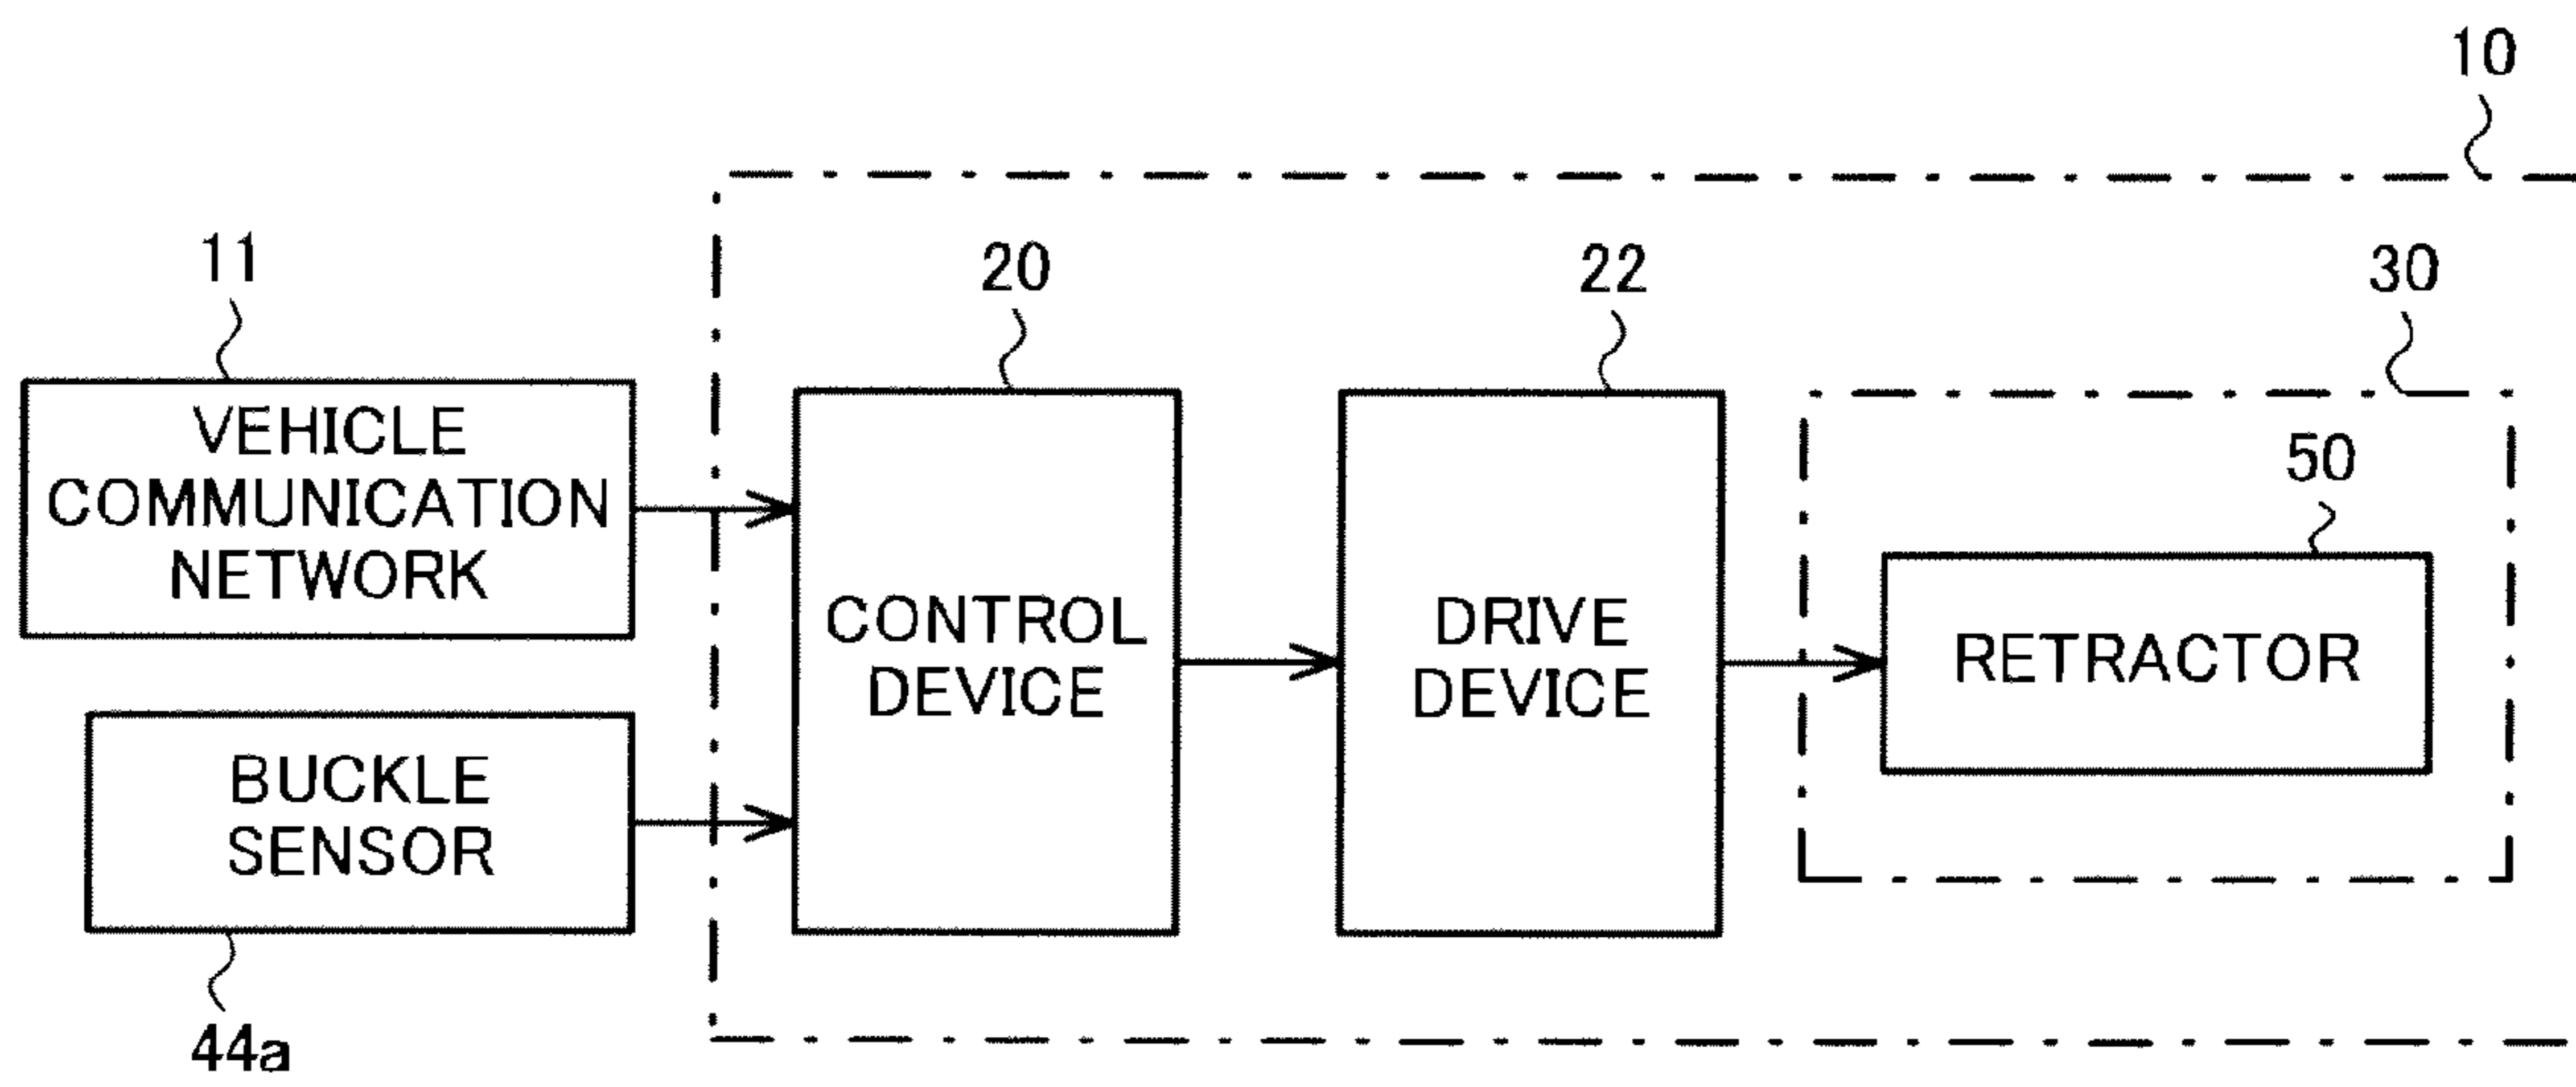 10
11
20
22
30
VEHICLE
COMMUNICATION
NETWORK
50
CONTROL
DEVICE
DRIVE
DEVICE
RETRACTOR
BUCKLE
SENSOR
44a